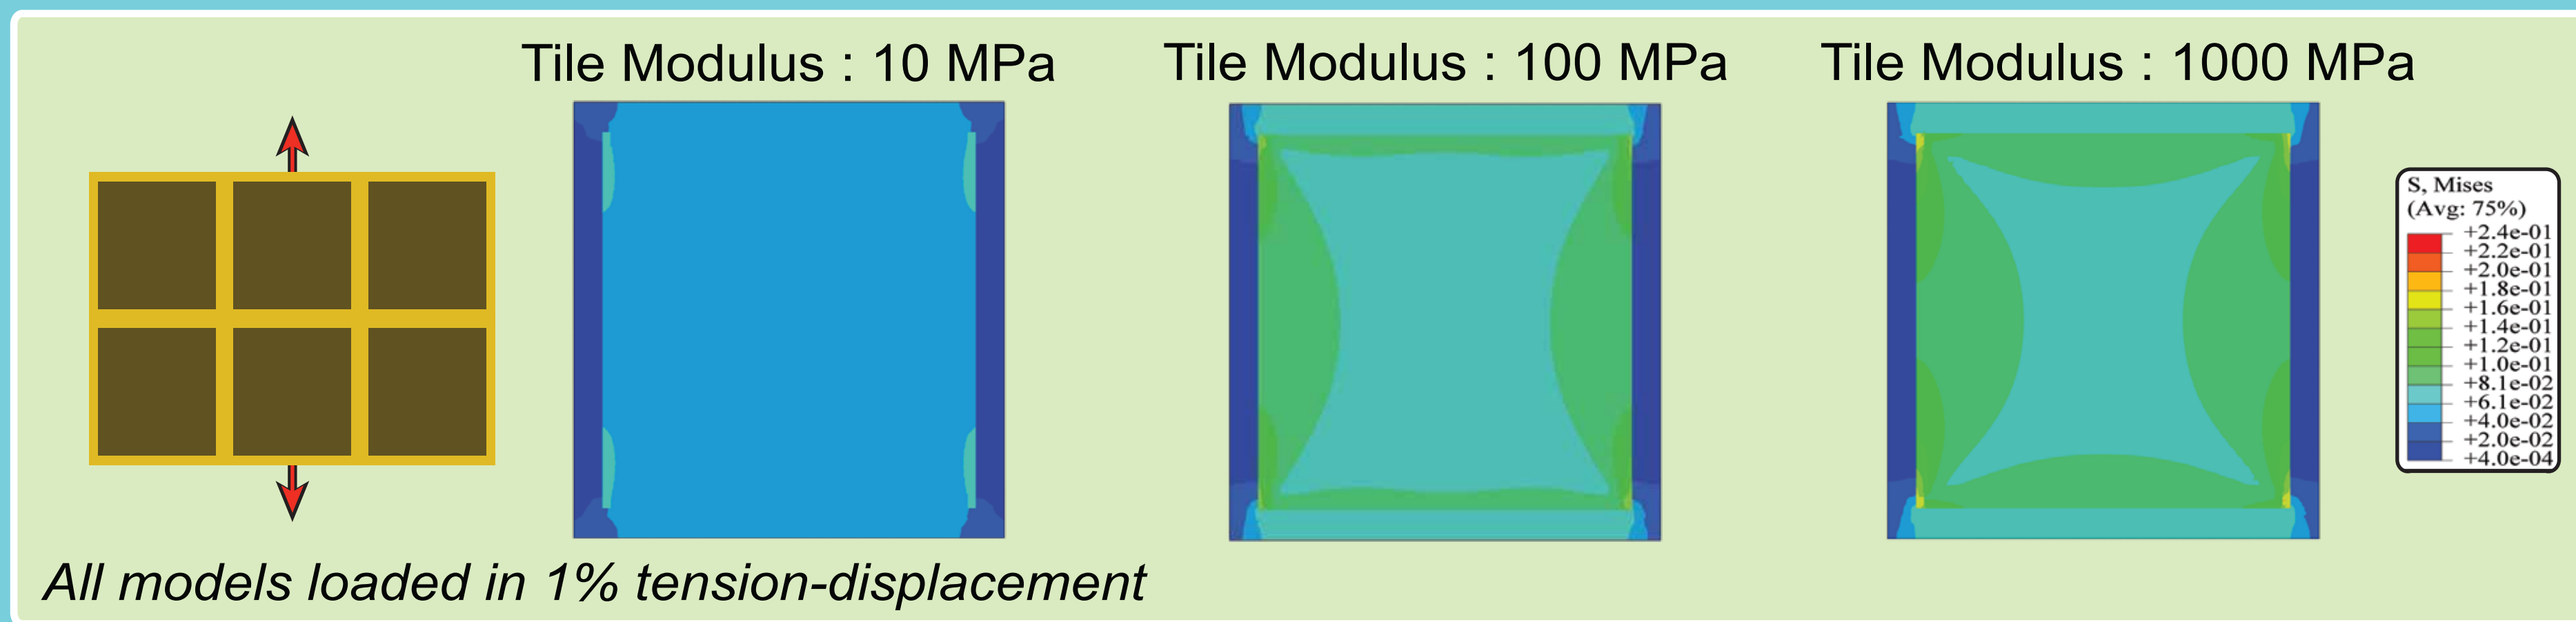 Tile Modulus : 10 MPa
Tile Modulus : 100 MPa
Tile Modulus : 1000 MPa
S, Mises
(Avg: 75%)
+2.4e-01
+2.2e-01
+2.0e-01
+1.8e-01
+1.6e-01
+1.4e-01
+1.2e-01
+1.0e-01
+8.1e-02
+6.1e-02
+4.0e-02
+2.0e-02
+4.0e-04
All models loaded in 1% tension-displacement